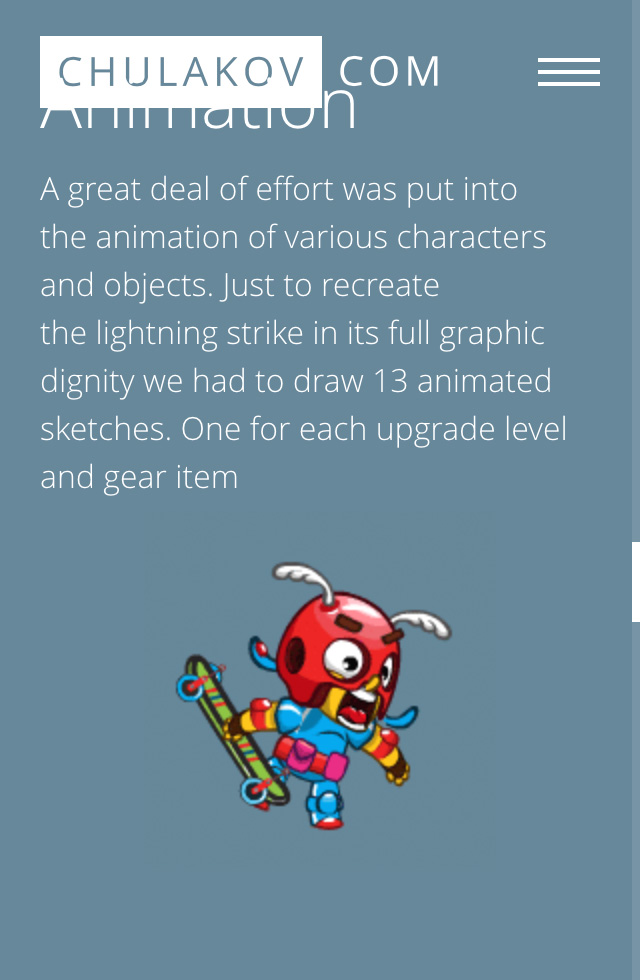 CHULAKOV COM
Animation
A great deal of effort was put into
the animation of various characters
and objects. Just to recreate
the lightning strike in its full graphic
dignity we had to draw 13 animated
sketches. One for each upgrade level
and gear item